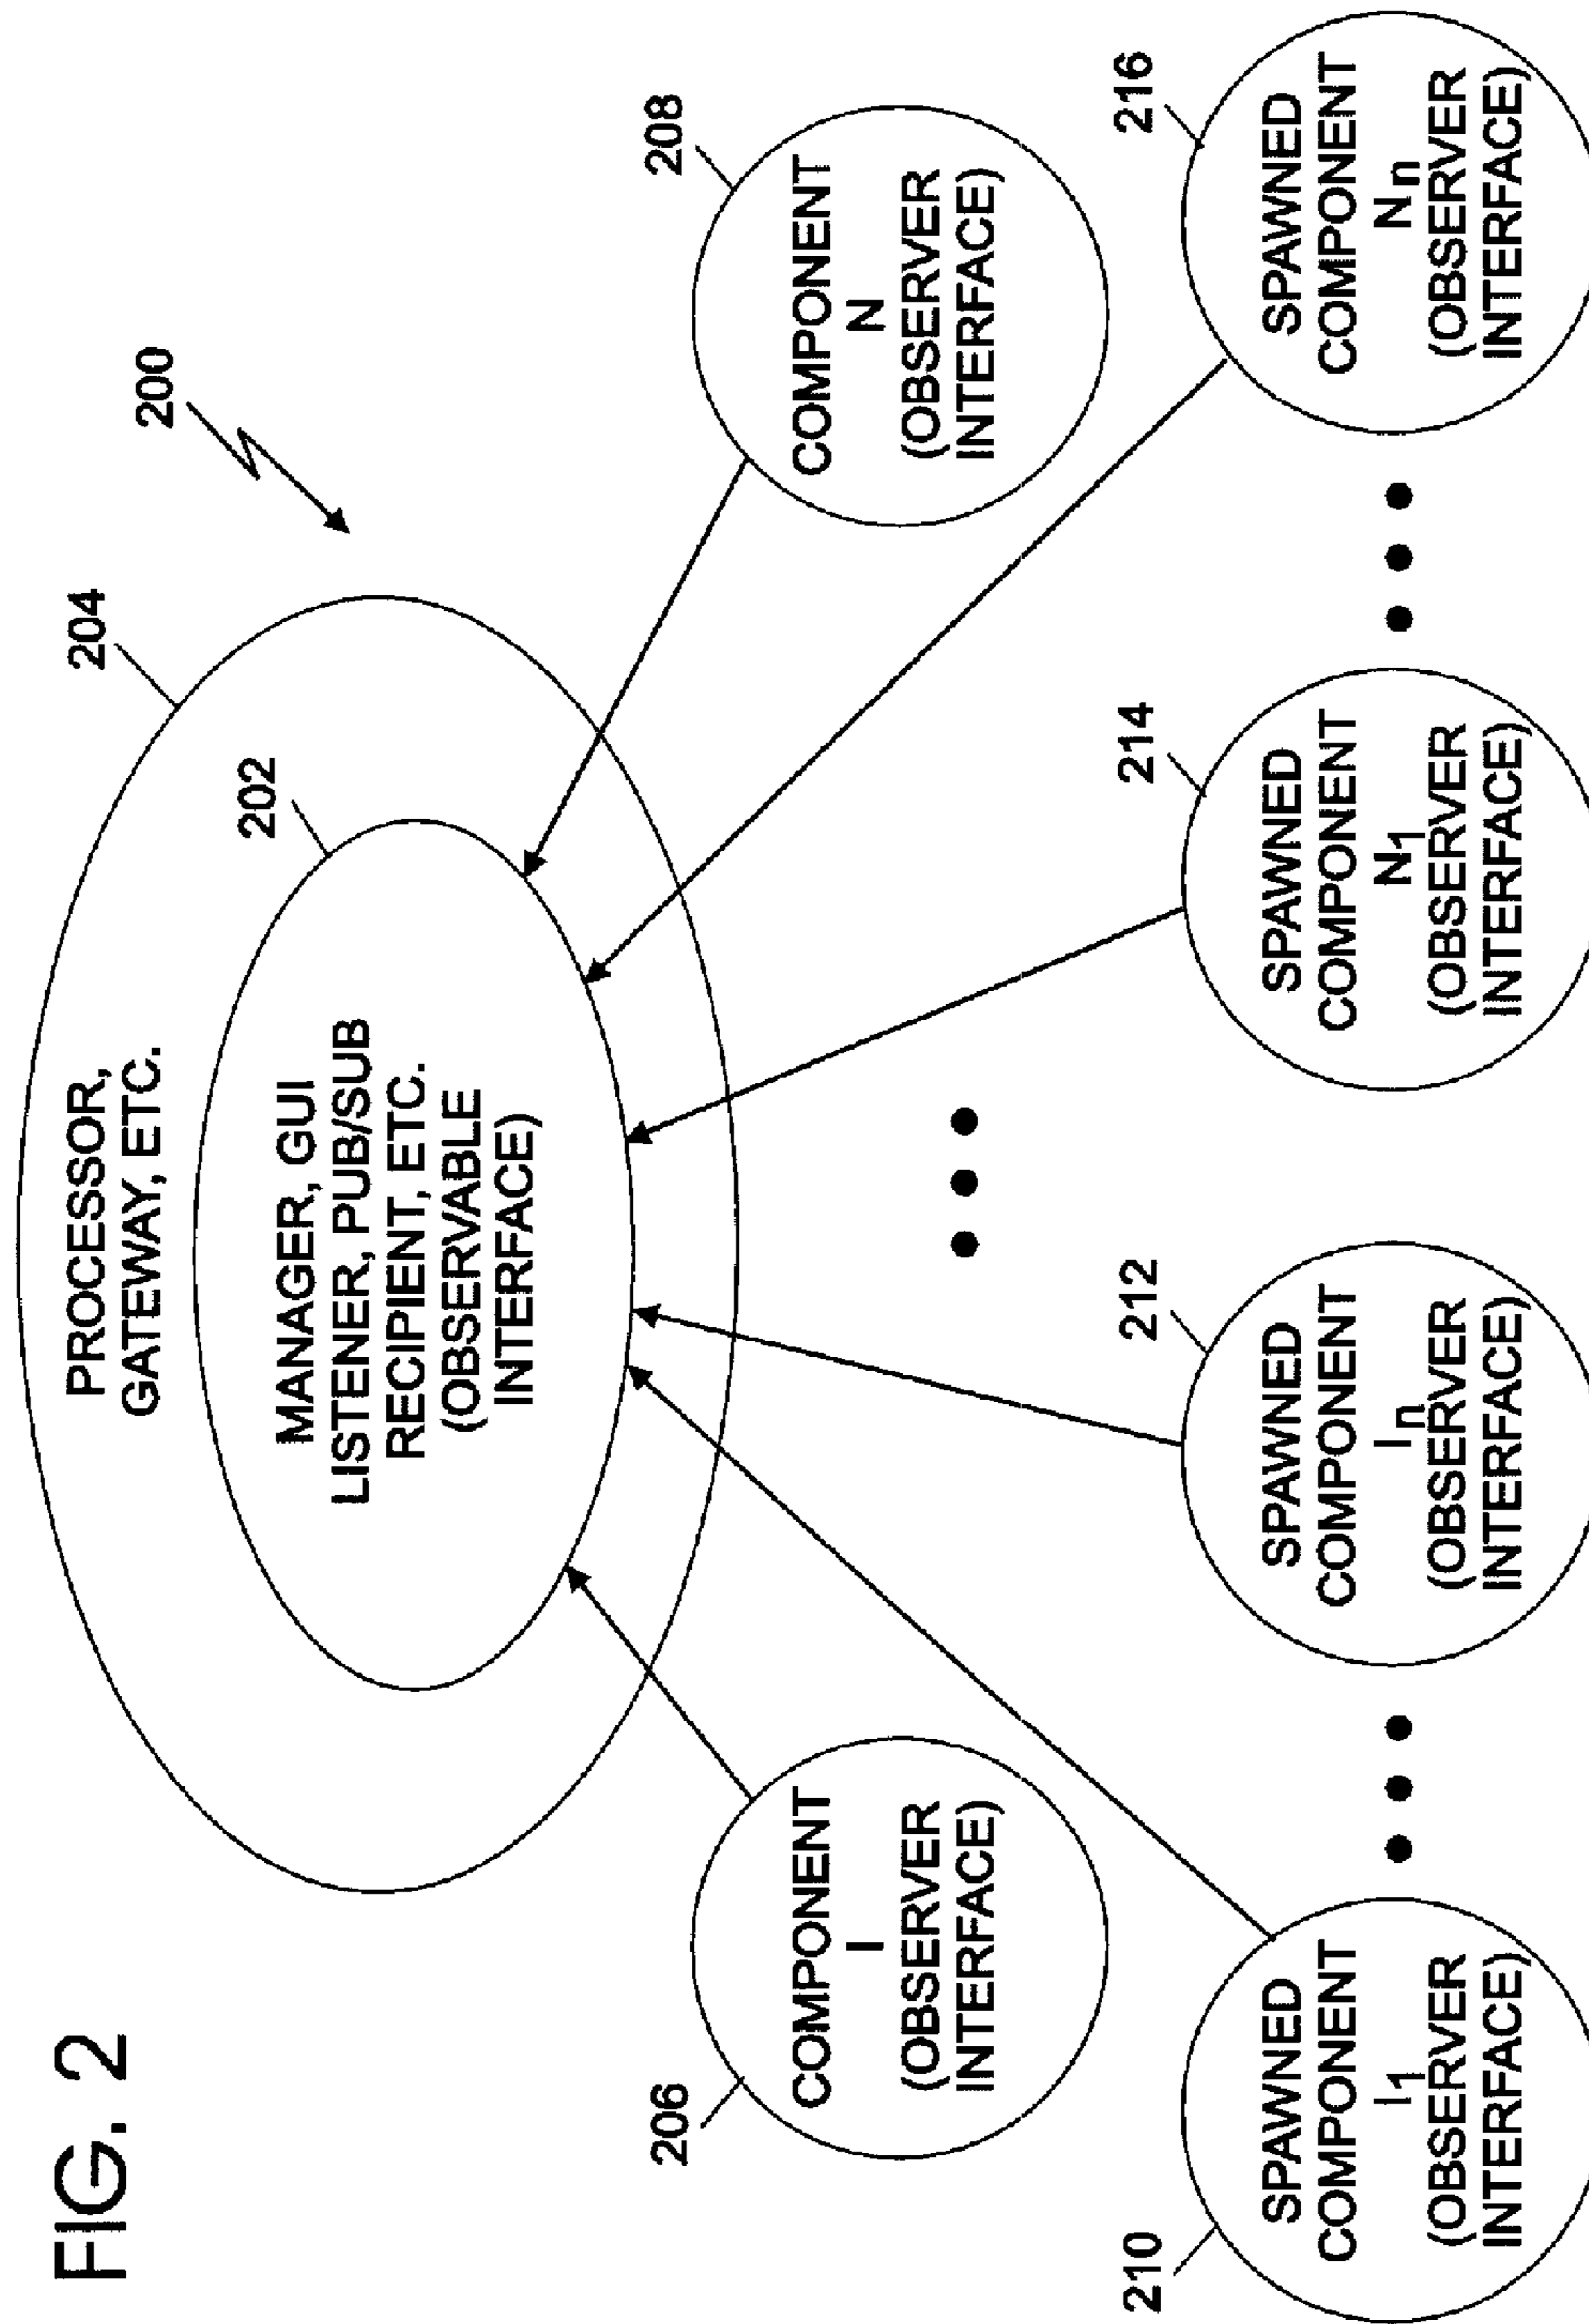 FIG. 2
200
204
PROCESSOR,
GATEWAY, ETC.
202
MANAGER, GUI
LISTENER, PUB/SUB
RECIPIENT, ETC.
(OBSERVABLE
INTERFACE)
206
COMPONENT
I
(OBSERVER
INTERFACE)
208
COMPONENT
N
(OBSERVER
INTERFACE)
210
SPAWNED
COMPONENT
I₁
(OBSERVER
INTERFACE)
212
SPAWNED
COMPONENT
Iₙ
(OBSERVER
INTERFACE)
214
SPAWNED
COMPONENT
N₁
(OBSERVER
INTERFACE)
216
SPAWNED
COMPONENT
Nₙ
(OBSERVER
INTERFACE)